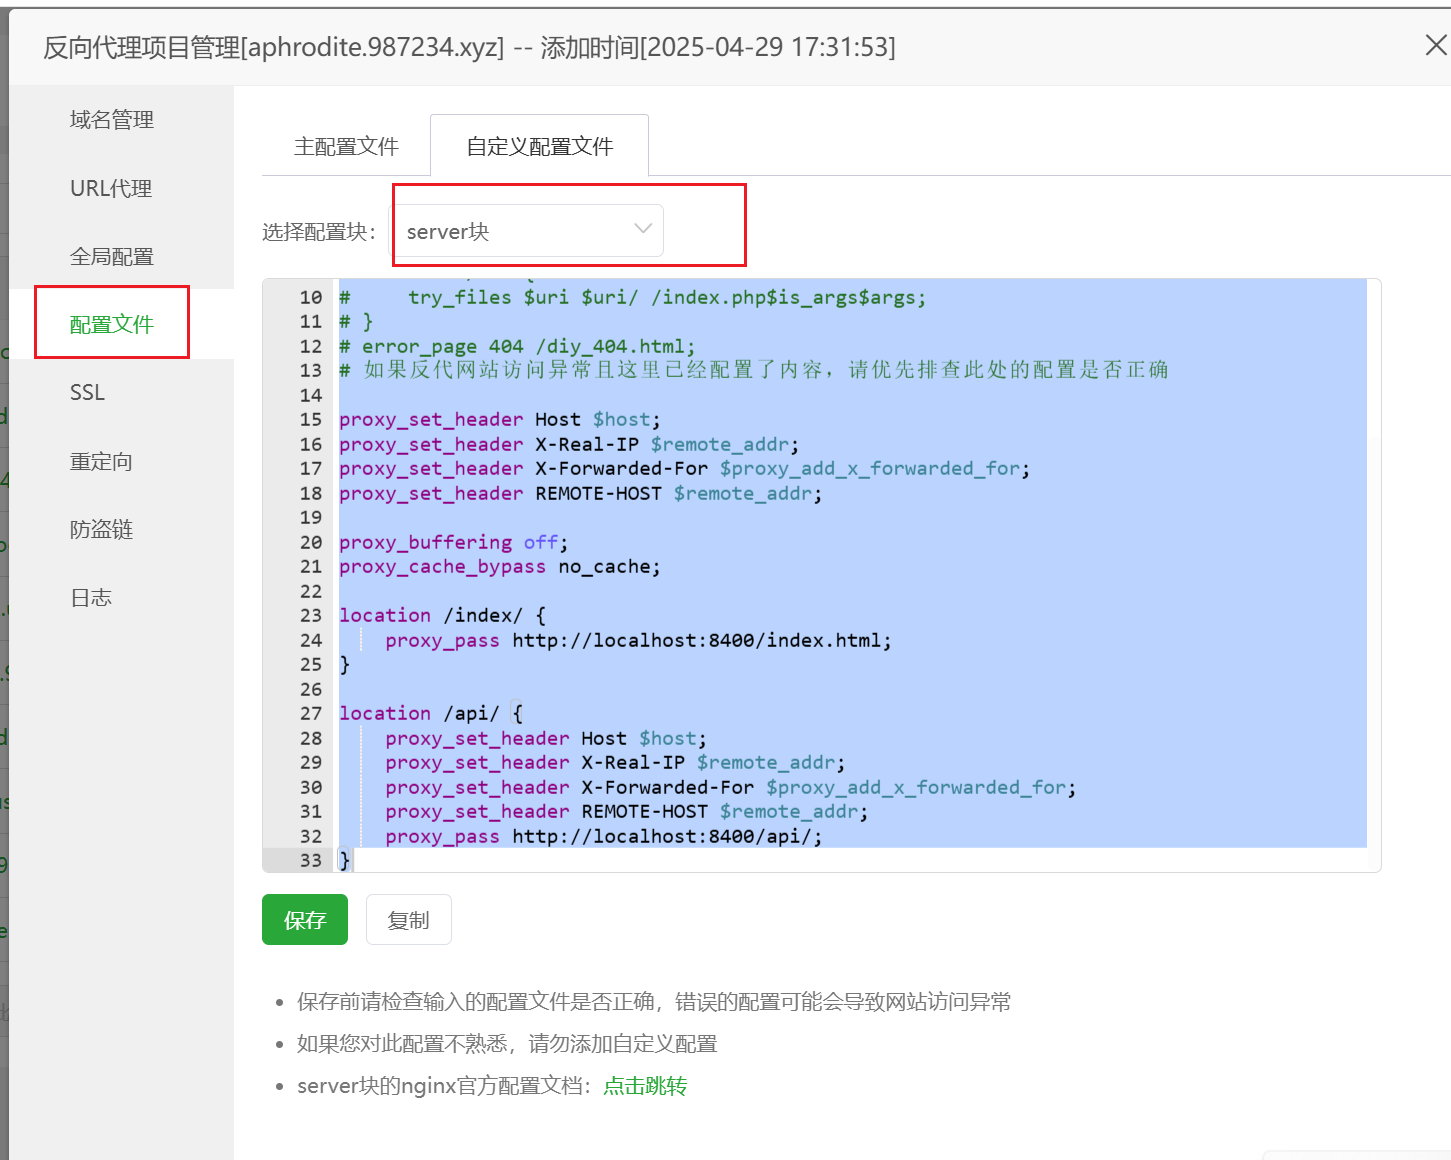 反向代理项目管理[aphrodite.987234.xyz] -- 添加时间[2025-04-29 17:31:53]
域名管理
URL代理
全局配置
配置文件
SSL
重定向
防盗链
日志
主配置文件
自定义配置文件
选择配置块：
server块
10 #     try_files $uri $uri/ /index.php$is_args$args;
11 # }
12 # error_page 404 /diy_404.html;
13 # 如果反代网站访问异常且这里已经配置了内容，请优先排查此处的配置是否正确
14
15 proxy_set_header Host $host;
16 proxy_set_header X-Real-IP $remote_addr;
17 proxy_set_header X-Forwarded-For $proxy_add_x_forwarded_for;
18 proxy_set_header REMOTE-HOST $remote_addr;
19
20 proxy_buffering off;
21 proxy_cache_bypass no_cache;
22
23 location /index/ {
24     proxy_pass http://localhost:8400/index.html;
25 }
26
27 location /api/ {
28     proxy_set_header Host $host;
29     proxy_set_header X-Real-IP $remote_addr;
30     proxy_set_header X-Forwarded-For $proxy_add_x_forwarded_for;
31     proxy_set_header REMOTE-HOST $remote_addr;
32     proxy_pass http://localhost:8400/api/;
33 }
保存
复制
保存前请检查输入的配置文件是否正确，错误的配置可能会导致网站访问异常
如果您对此配置不熟悉，请勿添加自定义配置
server块的nginx官方配置文档：点击跳转